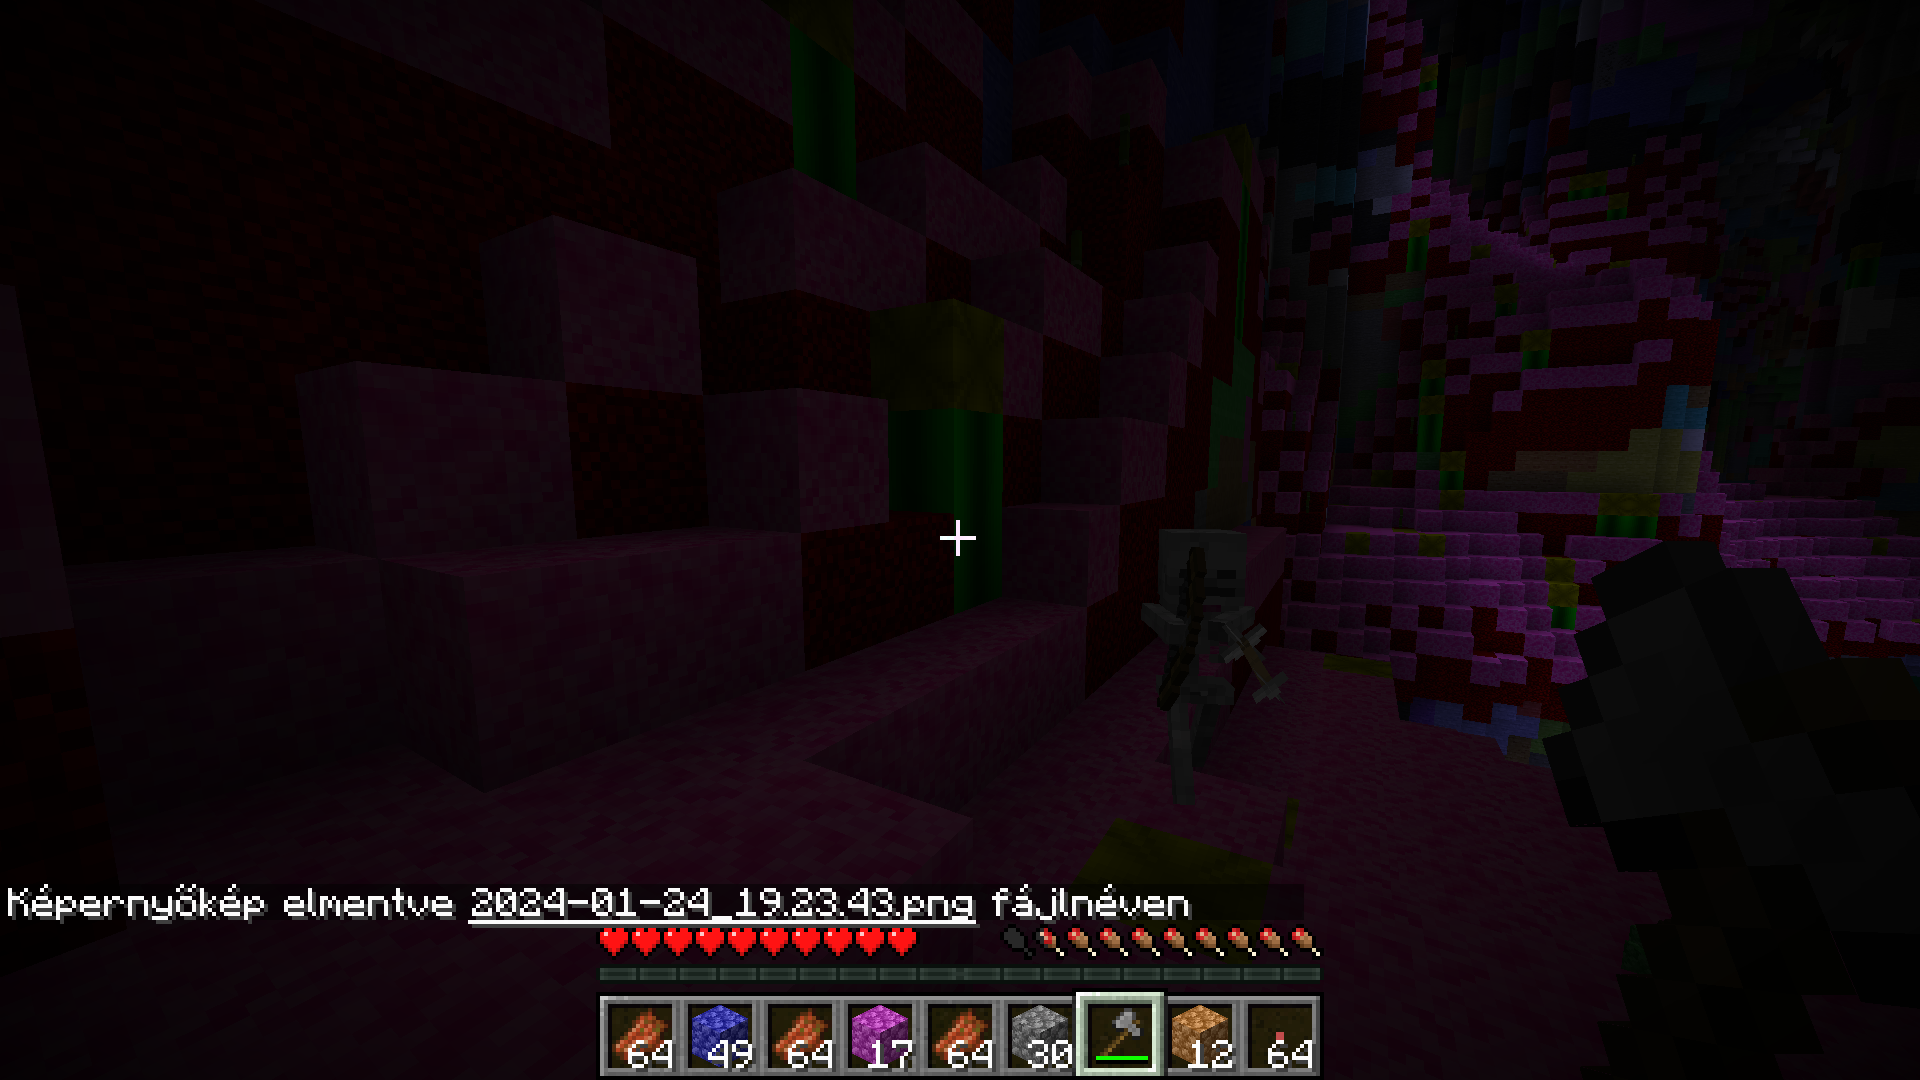 Képernyőkép elmentve 2024-01-24_19.23.43.png fájlnéven
64 49 64 17 64 30 12 64